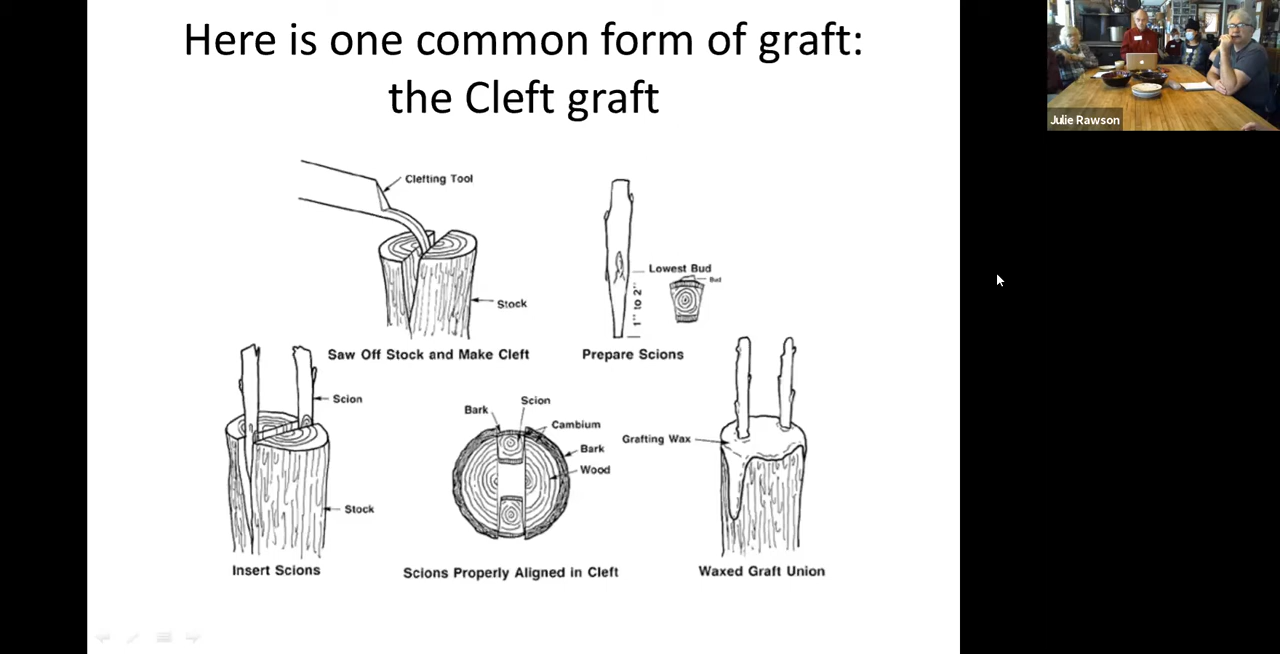 Here is one common form of graft:
the Cleft graft
Julie Rawson
Clefting Tool
Stock
Saw Off Stock and Make Cleft
Lowest Bud
Bud
1" to 2"
Prepare Scions
Scion
Stock
Insert Scions
Bark
Scion
Cambium
Bark
Wood
Scions Properly Aligned in Cleft
Grafting Wax
Waxed Graft Union